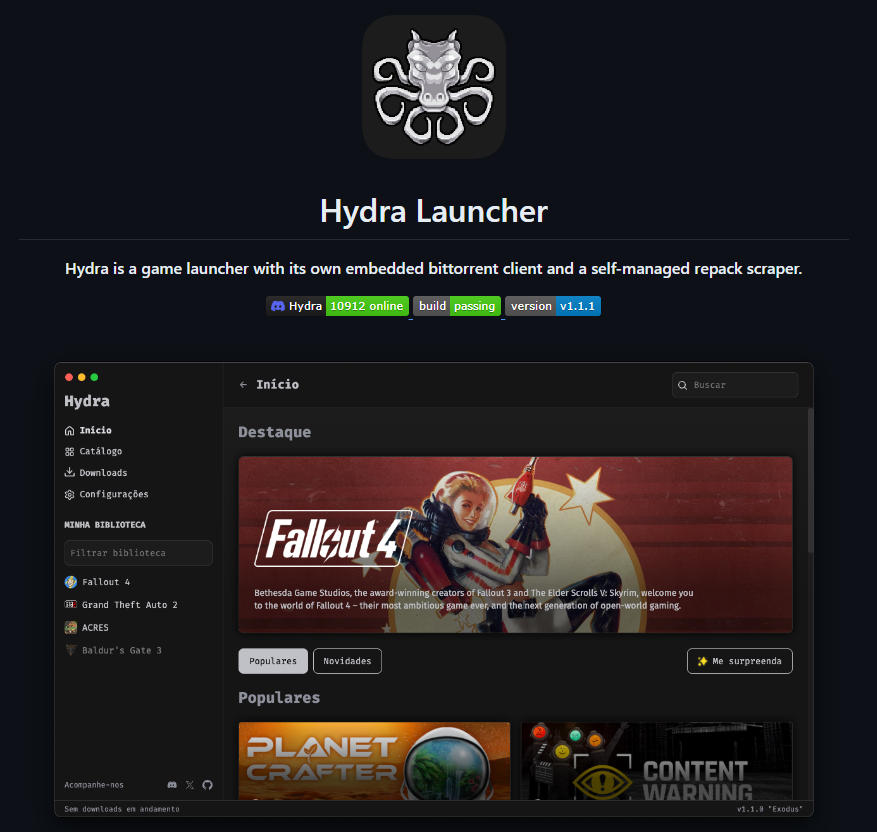 Hydra Launcher
Hydra is a game launcher with its own embedded bittorrent client and a self-managed repack scraper.
Hydra 10912 online build passing version v1.1.1
Hydra
Início
Catálogo
Downloads
Configurações
MINHA BIBLIOTECA
Filtrar biblioteca
Fallout 4
Grand Theft Auto 2
ACRES
Baldur's Gate 3
Acompanhe-nos
Sem downloads em andamento
← Início
Buscar
Destaque
Fallout 4
Bethesda Game Studios, the award-winning creators of Fallout 3 and The Elder Scrolls V: Skyrim, welcome you
to the world of Fallout 4 – their most ambitious game ever, and the next generation of open-world gaming.
Populares Novidades ✨ Me surpreenda
Populares
PLANET
CRAFTER
CONTENT
WARNING
v1.1.0 "Exodus"